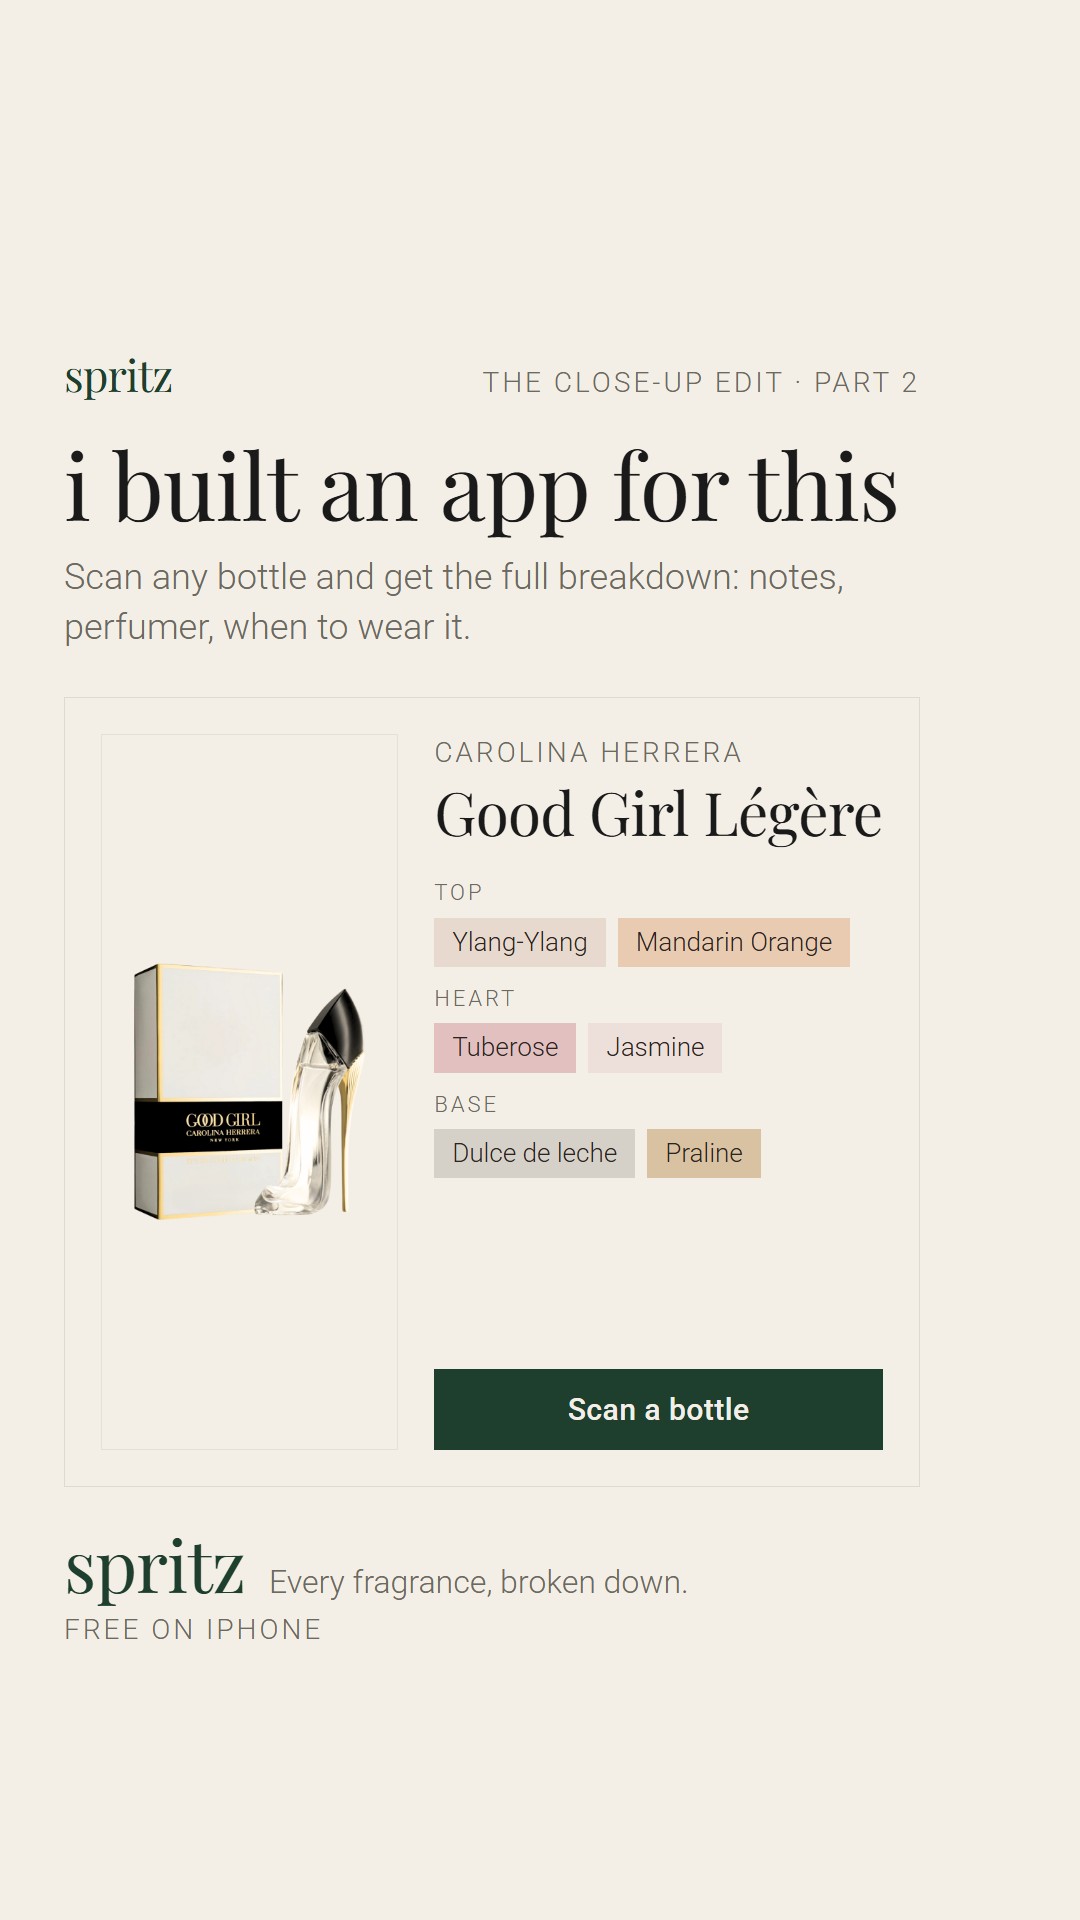 spritz
THE CLOSE-UP EDIT · PART 2
i built an app for this
Scan any bottle and get the full breakdown: notes,
perfumer, when to wear it.
CAROLINA HERRERA
Good Girl Légère
TOP
Ylang-Ylang
Mandarin Orange
HEART
Tuberose
Jasmine
BASE
Dulce de leche
Praline
GOOD GIRL
CAROLINA HERRERA
NEW YORK
Scan a bottle
spritz Every fragrance, broken down.
FREE ON IPHONE